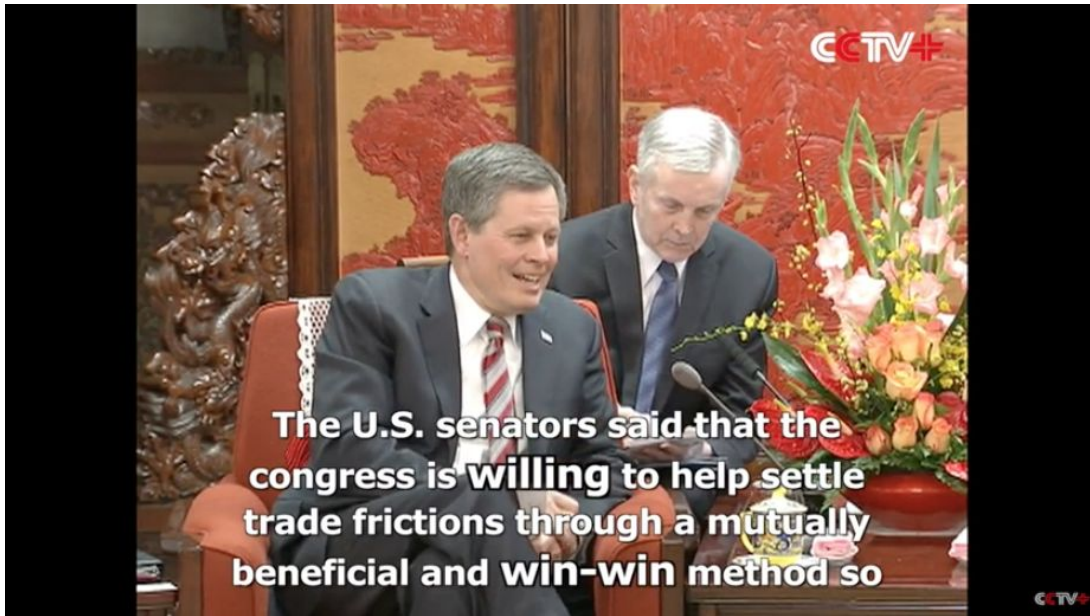 CCTV+
The U.S. senators said that the
congress is willing to help settle
trade frictions through a mutually
beneficial and win-win method so
CCTV+